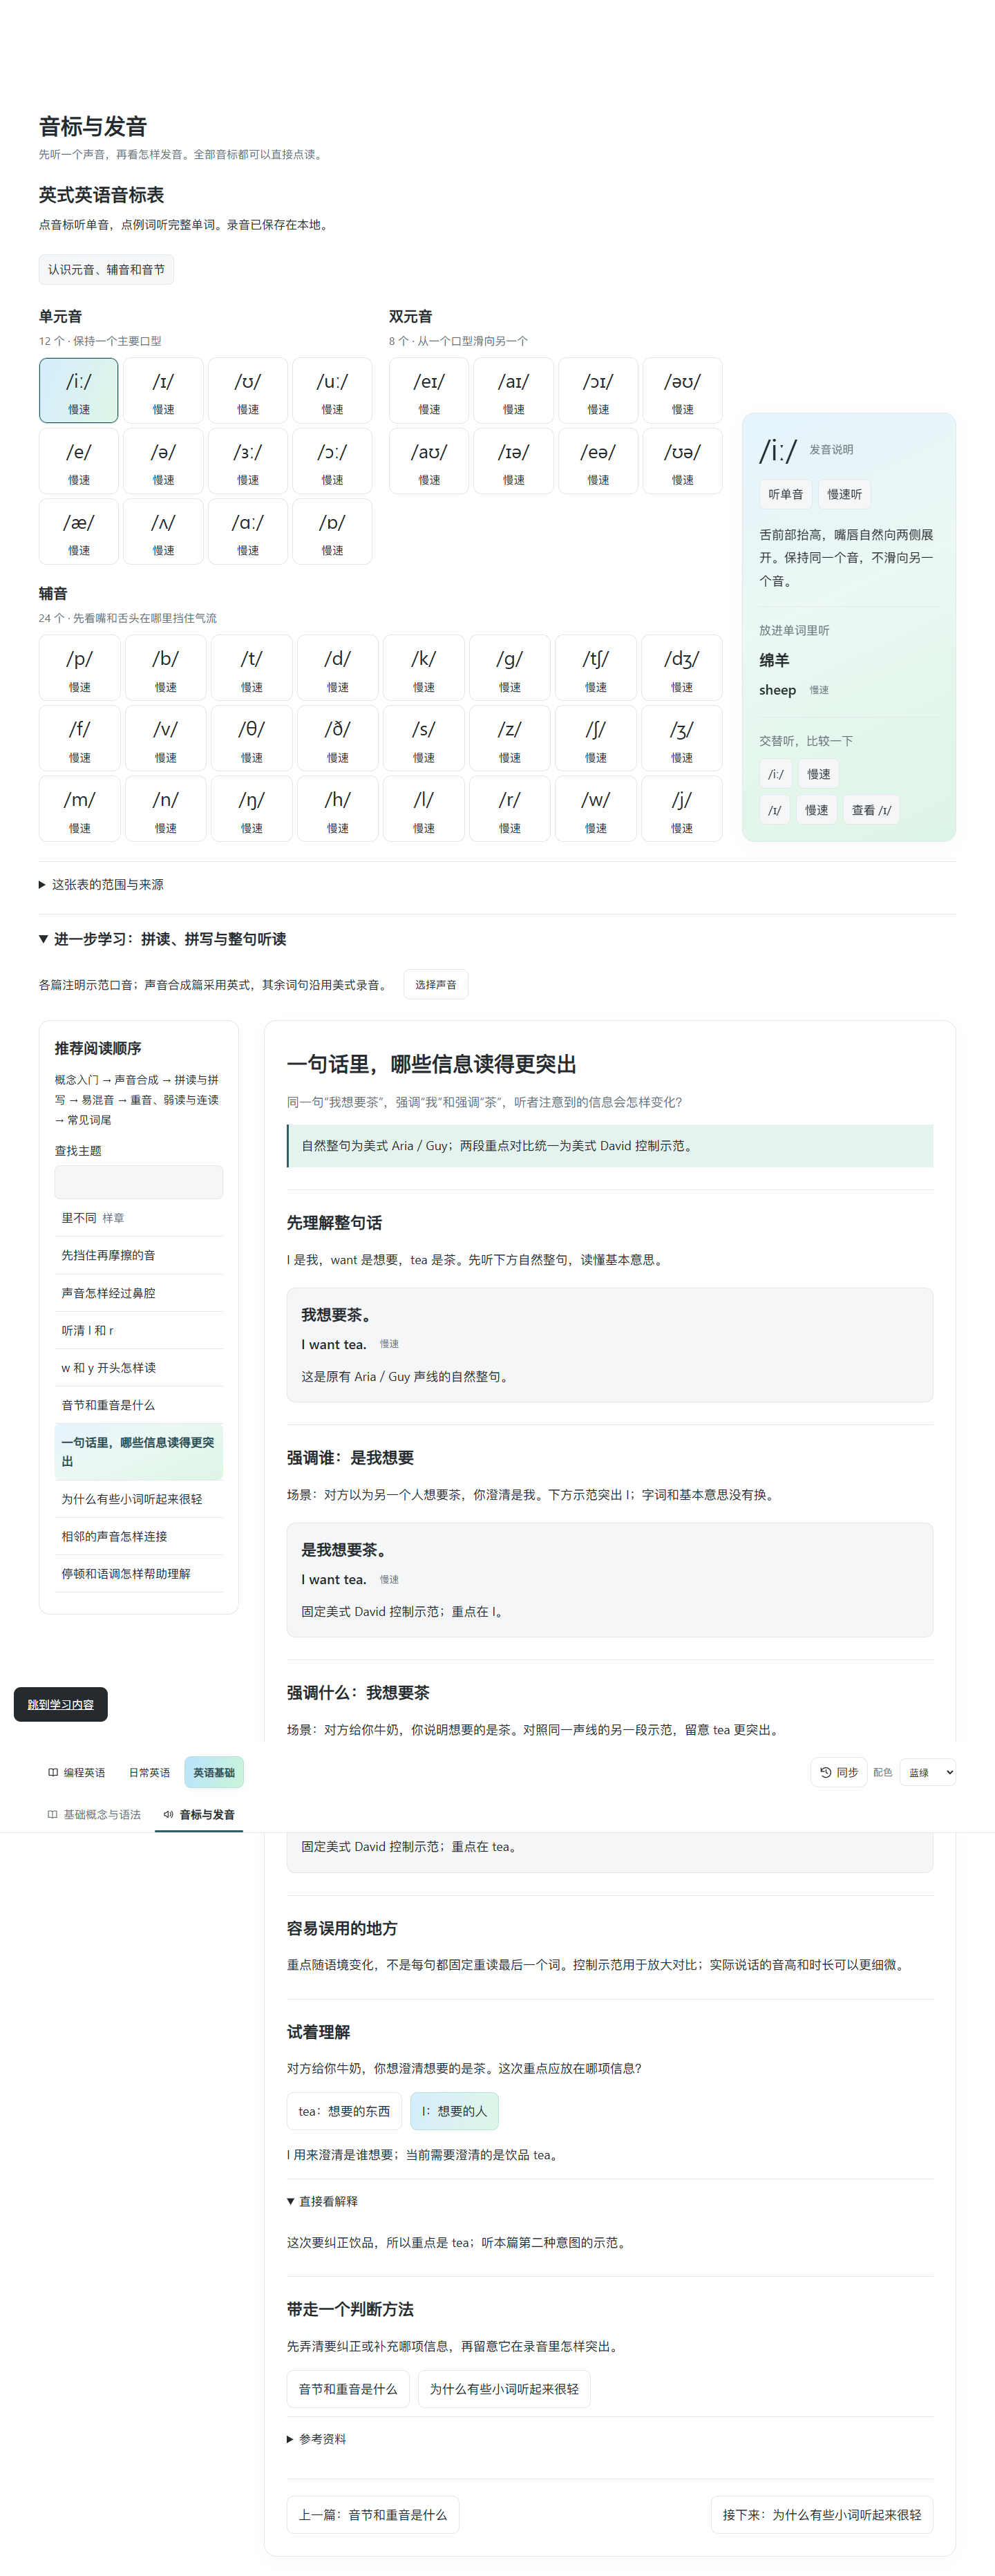 音标与发音
先听一个声音，再看怎样发音。全部音标都可以直接点读。
英式英语音标表
点音标听单音，点例词听完整单词。录音已保存在本地。
认识元音、辅音和音节
单元音
12 个 · 保持一个主要口型
/iː/ /ɪ/ /ʊ/ /uː/
慢速 慢速 慢速 慢速
/e/ /ə/ /ɜː/ /ɔː/
慢速 慢速 慢速 慢速
/æ/ /ʌ/ /ɑː/ /ɒ/
慢速 慢速 慢速 慢速
双元音
8 个 · 从一个口型滑向另一个
/eɪ/ /aɪ/ /ɔɪ/ /əʊ/
慢速 慢速 慢速 慢速
/aʊ/ /ɪə/ /eə/ /ʊə/
慢速 慢速 慢速 慢速
辅音
24 个 · 先看嘴和舌头在哪里挡住气流
/p/ /b/ /t/ /d/ /k/ /g/ /tʃ/ /dʒ/
慢速 慢速 慢速 慢速 慢速 慢速 慢速 慢速
/f/ /v/ /θ/ /ð/ /s/ /z/ /ʃ/ /ʒ/
慢速 慢速 慢速 慢速 慢速 慢速 慢速 慢速
/m/ /n/ /ŋ/ /h/ /l/ /r/ /w/ /j/
慢速 慢速 慢速 慢速 慢速 慢速 慢速 慢速
/iː/ 发音说明
听单音 慢速听
舌前部抬高，嘴唇自然向两侧展
开。保持同一个音，不滑向另一
个音。
放进单词里听
绵羊
sheep 慢速
交替听，比较一下
/iː/ 慢速
/ɪ/ 慢速 查看 /ɪ/
这张表的范围与来源
进一步学习：拼读、拼写与整句听读
各篇注明示范口音；声音合成篇采用英式，其余词句沿用美式录音。 选择声音
推荐阅读顺序
概念入门 → 声音合成 → 拼读与拼
写 → 易混音 → 重音、弱读与连读
→ 常见词尾
查找主题
里不同 样章
先挡住再摩擦的音
声音怎样经过鼻腔
听清 l 和 r
w 和 y 开头怎样读
音节和重音是什么
一句话里，哪些信息读得更突
出
为什么有些小词听起来很轻
相邻的声音怎样连接
停顿和语调怎样帮助理解
一句话里，哪些信息读得更突出
同一句“我想要茶”，强调“我”和强调“茶”，听者注意到的信息会怎样变化？
自然整句为美式 Aria / Guy；两段重点对比统一为美式 David 控制示范。
先理解整句话
I 是我，want 是想要，tea 是茶。先听下方自然整句，读懂基本意思。
我想要茶。
I want tea. 慢速
这是原有 Aria / Guy 声线的自然整句。
强调谁：是我想要
场景：对方以为另一个人想要茶，你澄清是我。下方示范突出 I；字词和基本意思没有换。
是我想要茶。
I want tea. 慢速
固定美式 David 控制示范；重点在 I。
强调什么：我想要茶
场景：对方给你牛奶，你说明想要的是茶。对照同一声线的另一段示范，留意 tea 更突出。
跳到学习内容
编程英语 日常英语 英语基础 同步 配色 蓝绿
基础概念与语法 音标与发音
固定美式 David 控制示范；重点在 tea。
容易误用的地方
重点随语境变化，不是每句都固定重读最后一个词。控制示范用于放大对比；实际说话的音高和时长可以更细微。
试着理解
对方给你牛奶，你想澄清想要的是茶。这次重点应放在哪项信息？
tea：想要的东西 I：想要的人
I 用来澄清是谁想要；当前需要澄清的是饮品 tea。
直接看解释
这次要纠正饮品，所以重点是 tea；听本篇第二种意图的示范。
带走一个判断方法
先弄清要纠正或补充哪项信息，再留意它在录音里怎样突出。
音节和重音是什么 为什么有些小词听起来很轻
参考资料
上一篇：音节和重音是什么 接下来：为什么有些小词听起来很轻